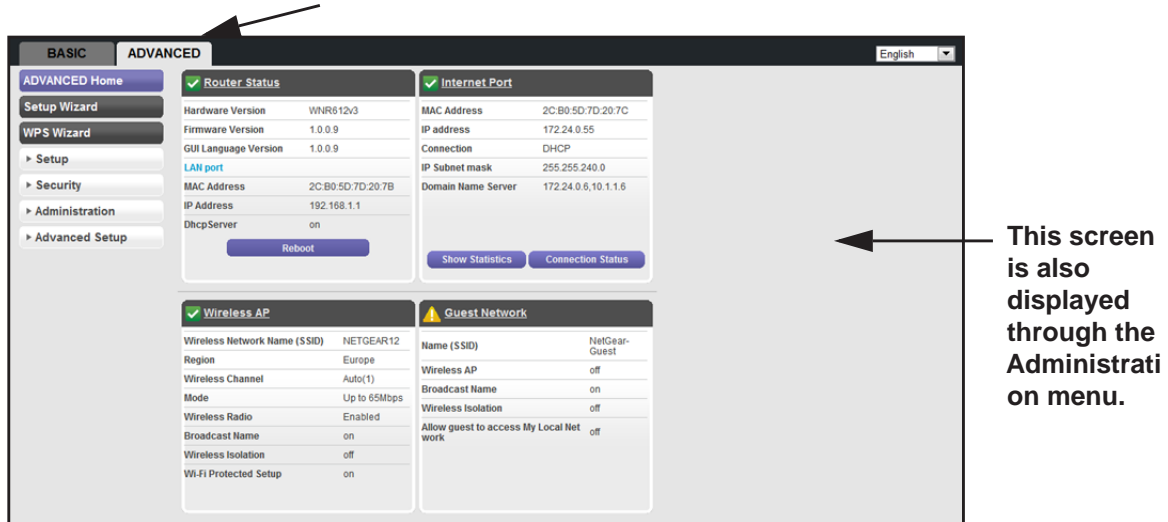 BASIC ADVANCED English
ADVANCED Home
Setup Wizard
WPS Wizard
Setup
Security
Administration
Advanced Setup
Router Status
Hardware Version WNR612v3
Firmware Version 1.0.0.9
GUI Language Version 1.0.0.9
LAN port
MAC Address 2C:B0:5D:7D:20:7B
IP Address 192.168.1.1
DhcpServer on
Reboot
Internet Port
MAC Address 2C:B0:5D:7D:20:7C
IP address 172.24.0.55
Connection DHCP
IP Subnet mask 255.255.240.0
Domain Name Server 172.24.0.6,10.1.1.6
Show Statistics Connection Status
Wireless AP
Wireless Network Name (SSID) NETGEAR12
Region Europe
Wireless Channel Auto(1)
Mode Up to 65Mbps
Wireless Radio Enabled
Broadcast Name on
Wireless Isolation off
Wi-Fi Protected Setup on
Guest Network
Name (SSID) NetGear-
Guest
Wireless AP off
Broadcast Name on
Wireless Isolation off
Allow guest to access My Local Net
work off
This screen
is also
displayed
through the
Administrati
on menu.